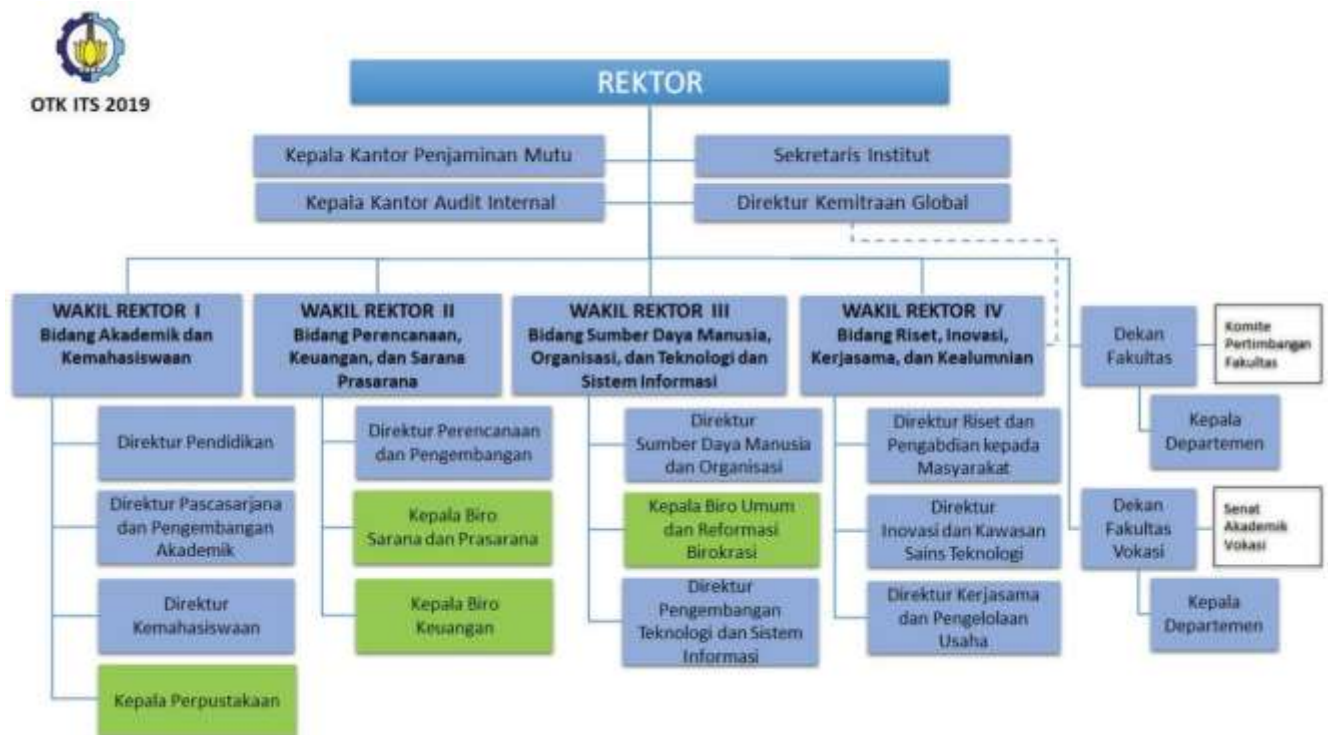 OTK ITS 2019
REKTOR
Kepala Kantor Penjaminan Mutu
Sekretaris Institut
Kepala Kantor Audit Internal
Direktur Kemitraan Global
WAKIL REKTOR I
Bidang Akademik dan
Kemahasiswaan
WAKIL REKTOR II
Bidang Perencanaan,
Keuangan, dan Sarana
Prasarana
WAKIL REKTOR III
Bidang Sumber Daya Manusia,
Organisasi, dan Teknologi dan
Sistem Informasi
WAKIL REKTOR IV
Bidang Riset, Inovasi,
Kerjasama, dan Kealumnian
Dekan
Fakultas
Komite
Pertimbangan
Fakultas
Direktur Pendidikan
Direktur Pascasarjana
dan Pengembangan
Akademik
Direktur
Kemahasiswaan
Kepala Perpustakaan
Direktur Perencanaan
dan Pengembangan
Kepala Biro
Sarana dan Prasarana
Kepala Biro
Keuangan
Direktur
Sumber Daya Manusia
dan Organisasi
Kepala Biro Umum
dan Reformasi
Birokrasi
Direktur
Pengembangan
Teknologi dan Sistem
Informasi
Direktur Riset dan
Pengabdian kepada
Masyarakat
Direktur
Inovasi dan Kawasan
Sains Teknologi
Direktur Kerjasama
dan Pengelolaan
Usaha
Kepala
Departemen
Dekan
Fakultas
Vokasi
Senat
Akademik
Vokasi
Kepala
Departemen